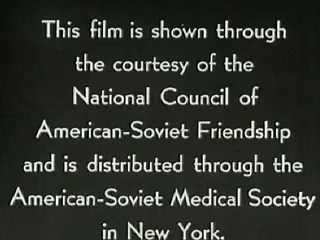 This film is shown through
the courtesy of the
National Council of
American-Soviet Friendship
and is distributed through the
American-Soviet Medical Society
in New York.